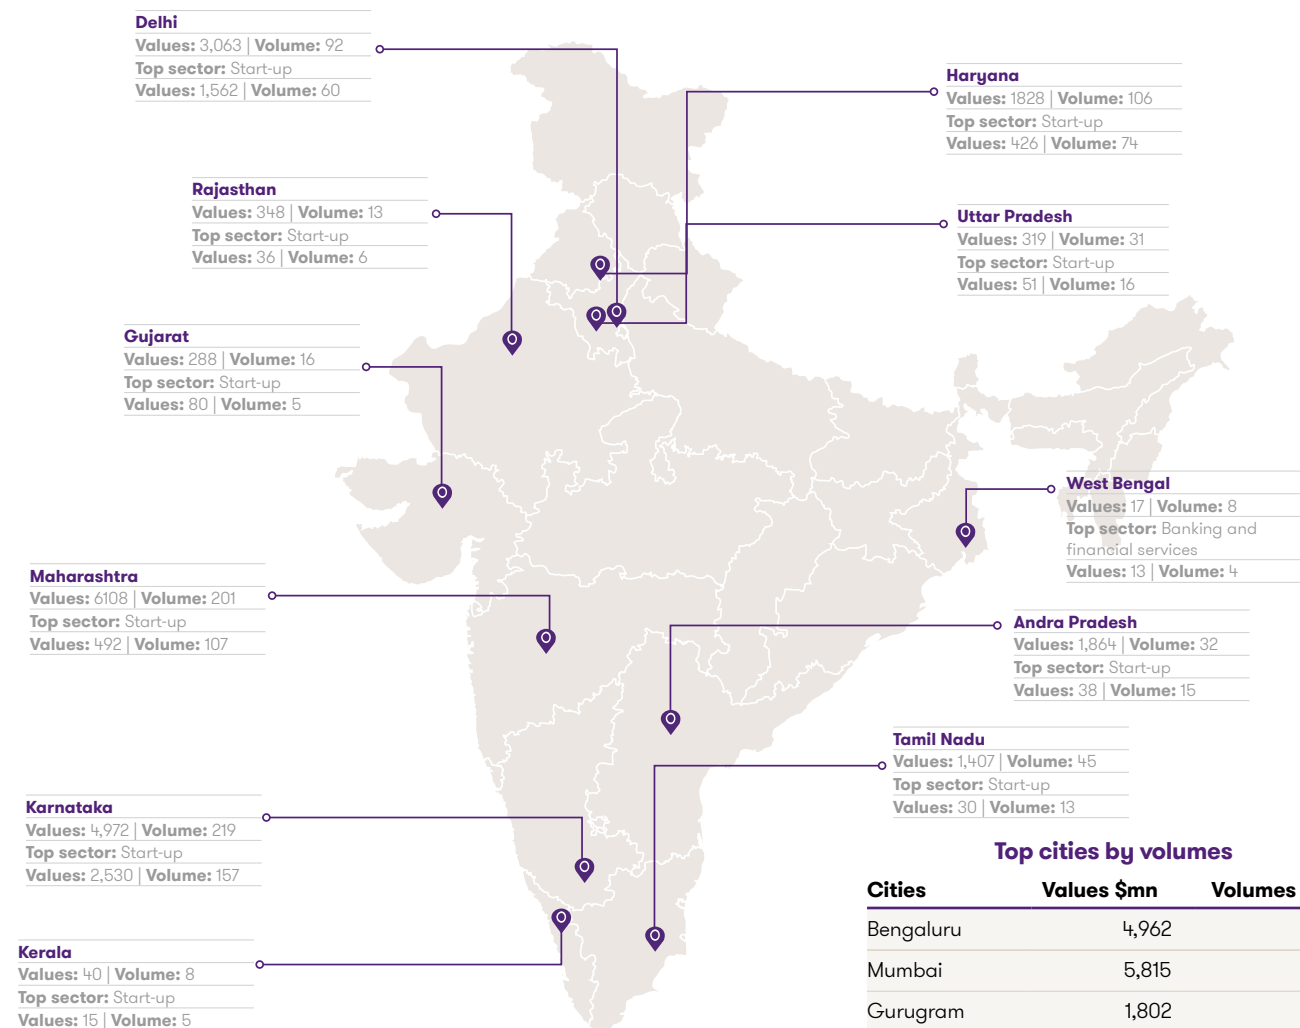 Delhi
Values: 3,063 | Volume: 92
Top sector: Start-up
Values: 1,562 | Volume: 60
Haryana
Values: 1828 | Volume: 106
Top sector: Start-up
Values: 426 | Volume: 74
Rajasthan
Values: 348 | Volume: 13
Top sector: Start-up
Values: 36 | Volume: 6
Uttar Pradesh
Values: 319 | Volume: 31
Top sector: Start-up
Values: 51 | Volume: 16
Gujarat
Values: 288 | Volume: 16
Top sector: Start-up
Values: 80 | Volume: 5
West Bengal
Values: 17 | Volume: 8
Top sector: Banking and
financial services
Values: 13 | Volume: 4
Maharashtra
Values: 6108 | Volume: 201
Top sector: Start-up
Values: 492 | Volume: 107
Andra Pradesh
Values: 1,864 | Volume: 32
Top sector: Start-up
Values: 38 | Volume: 15
Tamil Nadu
Values: 1,407 | Volume: 45
Top sector: Start-up
Values: 30 | Volume: 13
Karnataka
Values: 4,972 | Volume: 219
Top sector: Start-up
Values: 2,530 | Volume: 157
Kerala
Values: 40 | Volume: 8
Top sector: Start-up
Values: 15 | Volume: 5
Top cities by volumes
Cities Values $mn Volumes
Bengaluru 4,962
Mumbai 5,815
Gurugram 1,802